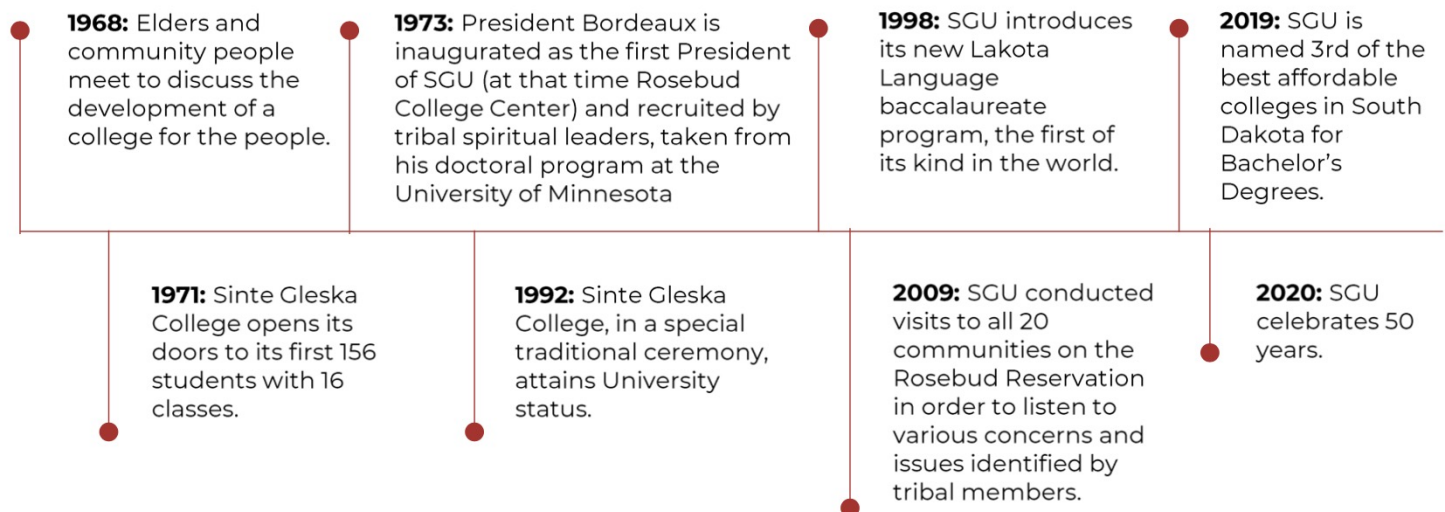 1968: Elders and
community people
meet to discuss the
development of a
college for the people.
1973: President Bordeaux is
inaugurated as the first President
of SGU (at that time Rosebud
College Center) and recruited by
tribal spiritual leaders, taken from
his doctoral program at the
University of Minnesota
1998: SGU introduces
its new Lakota
Language
baccalaureate
program, the first of
its kind in the world.
2019: SGU is
named 3rd of the
best affordable
colleges in South
Dakota for
Bachelor’s
Degrees.
1971: Sinte Gleska
College opens its
doors to its first 156
students with 16
classes.
1992: Sinte Gleska
College, in a special
traditional ceremony,
attains University
status.
2009: SGU conducted
visits to all 20
communities on the
Rosebud Reservation
in order to listen to
various concerns and
issues identified by
tribal members.
2020: SGU
celebrates 50
years.